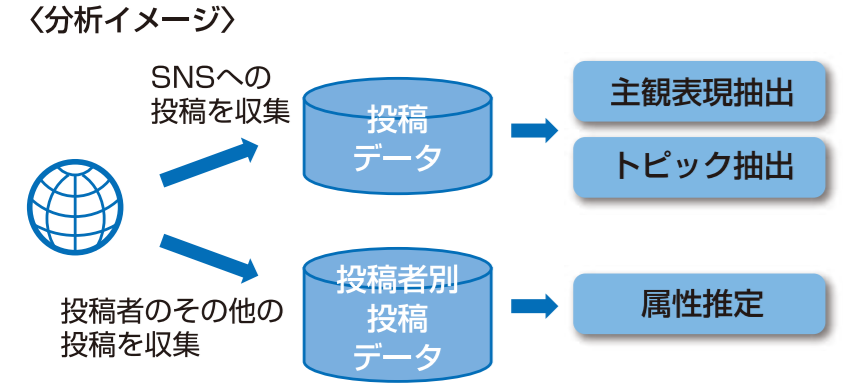 〈分析イメージ〉
SNSへの
投稿を収集
投稿
データ
主観表現抽出
トピック抽出
投稿者のその他の
投稿を収集
投稿者別
投稿
データ
属性推定